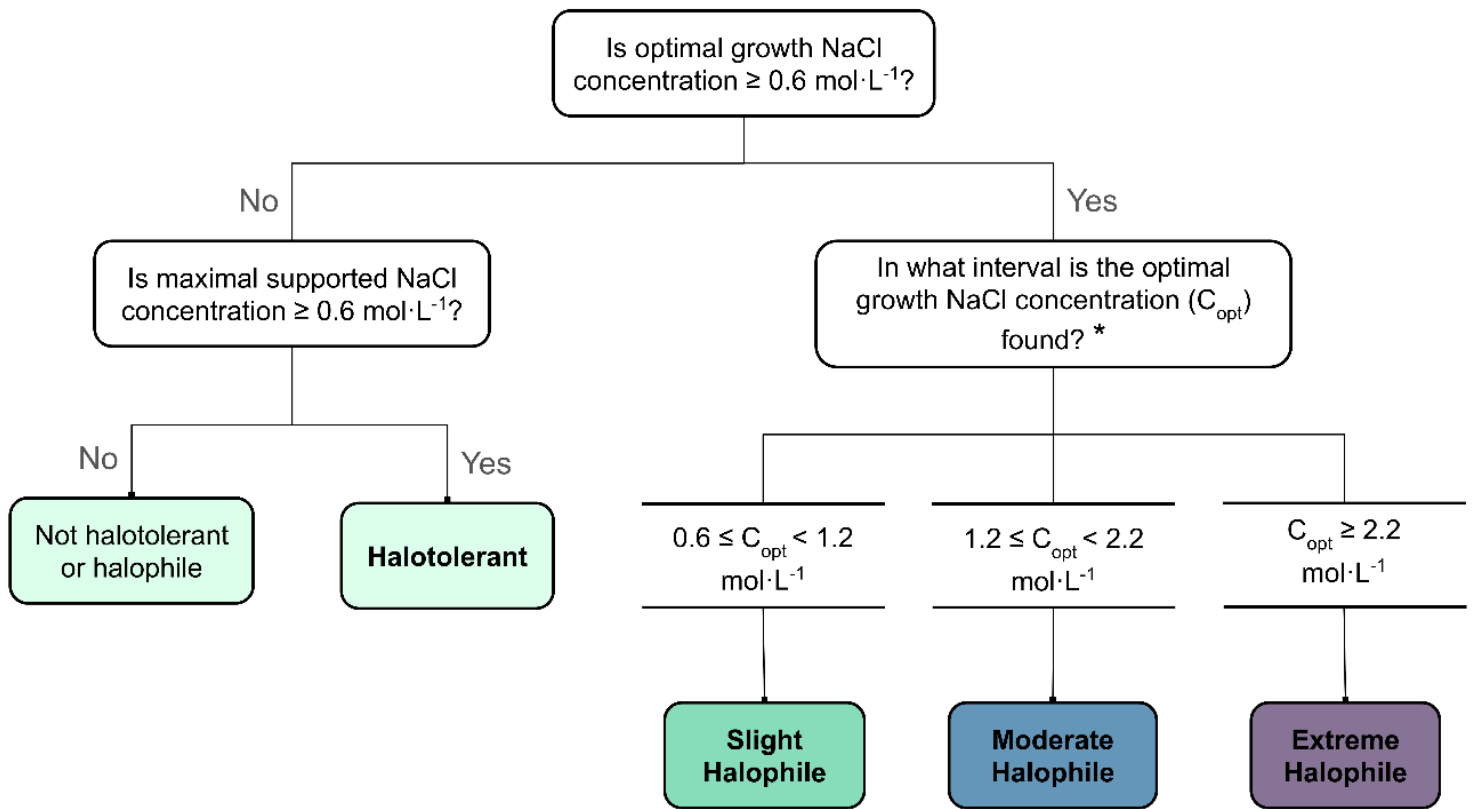 Is optimal growth NaCl
concentration ≥ 0.6 mol·L⁻¹?
No
Yes
Is maximal supported NaCl
concentration ≥ 0.6 mol·L⁻¹?
In what interval is the optimal
growth NaCl concentration (Cₒₚₜ)
found? *
No
Yes
Not halotolerant
or halophile
Halotolerant
0.6 ≤ Cₒₚₜ < 1.2
mol·L⁻¹
1.2 ≤ Cₒₚₜ < 2.2
mol·L⁻¹
Cₒₚₜ ≥ 2.2
mol·L⁻¹
Slight
Halophile
Moderate
Halophile
Extreme
Halophile